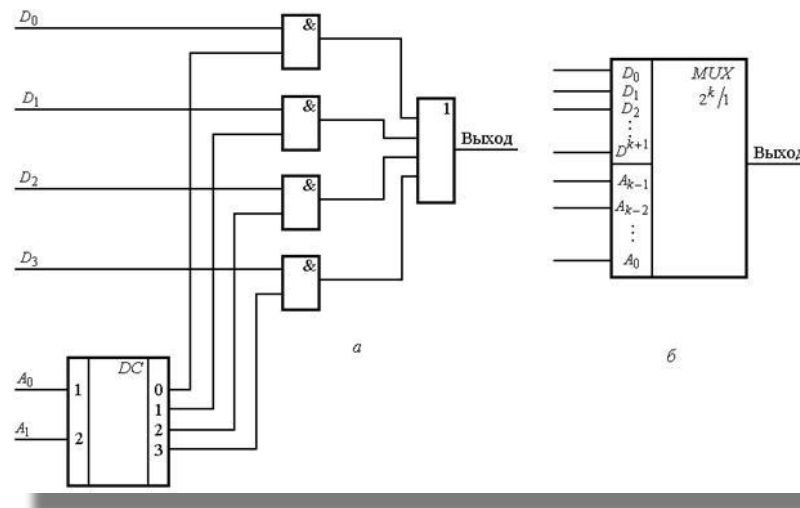 D₀
&
D₁
&
D₂
&
D₃
&
1
Выход
а
A₀
A₁
1
2
DC
0
1
2
3
D₀
D₁
D₂
⋮
Dᵏ⁺¹
Aₖ₋₁
Aₖ₋₂
⋮
A₀
MUX
2ᵏ/1
Выход
б